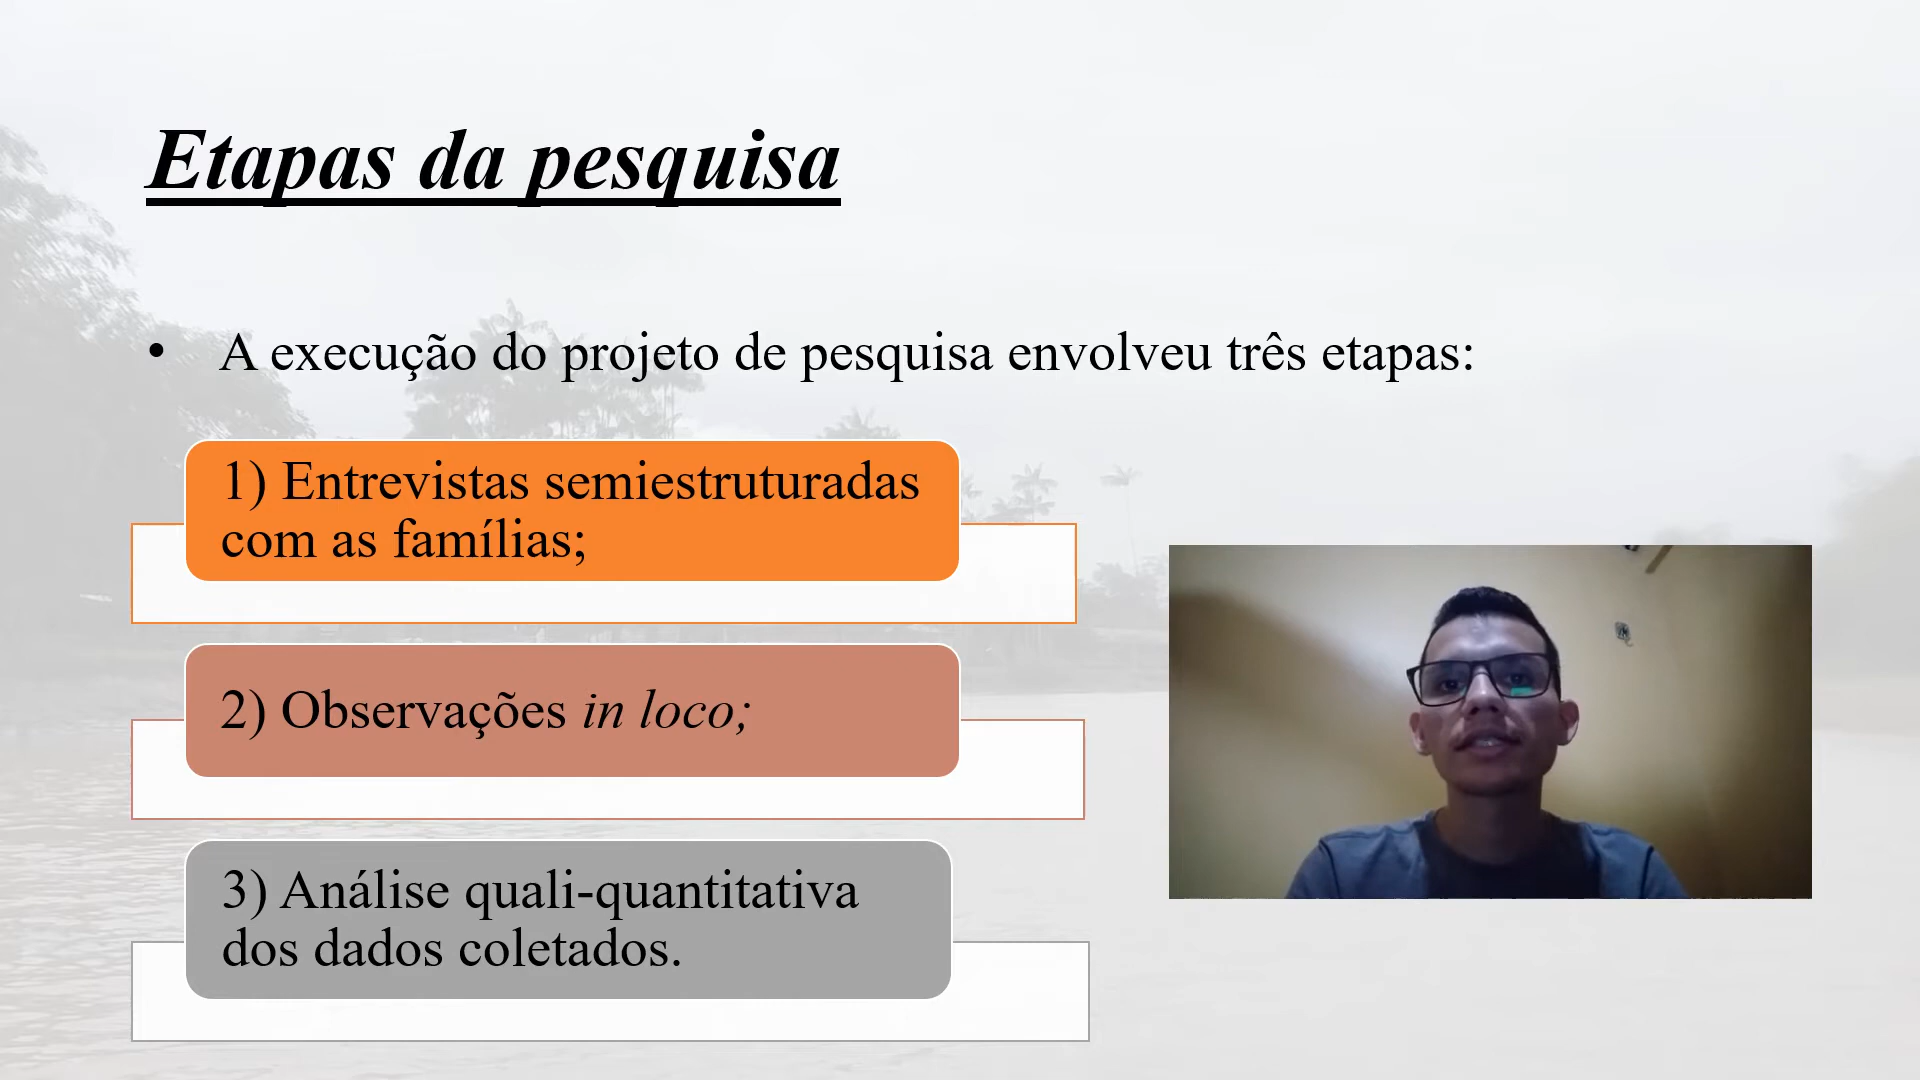 Etapas da pesquisa
• A execução do projeto de pesquisa envolveu três etapas:
1) Entrevistas semiestruturadas
com as famílias;
2) Observações in loco;
3) Análise quali-quantitativa
dos dados coletados.